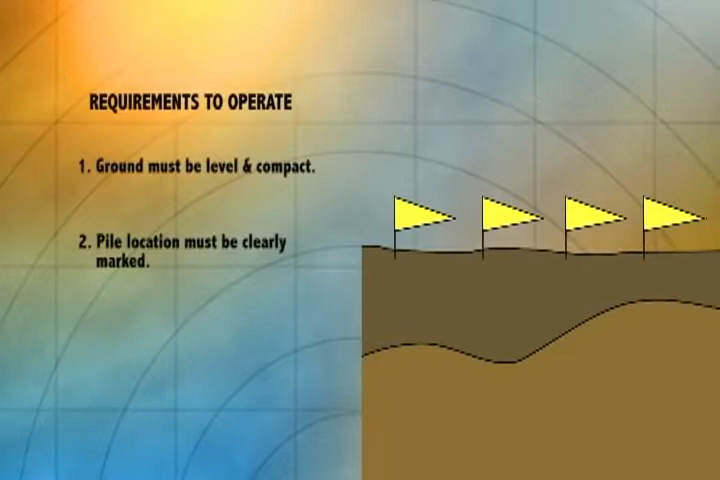 REQUIREMENTS TO OPERATE
1. Ground must be level & compact.
2. Pile location must be clearly
marked.